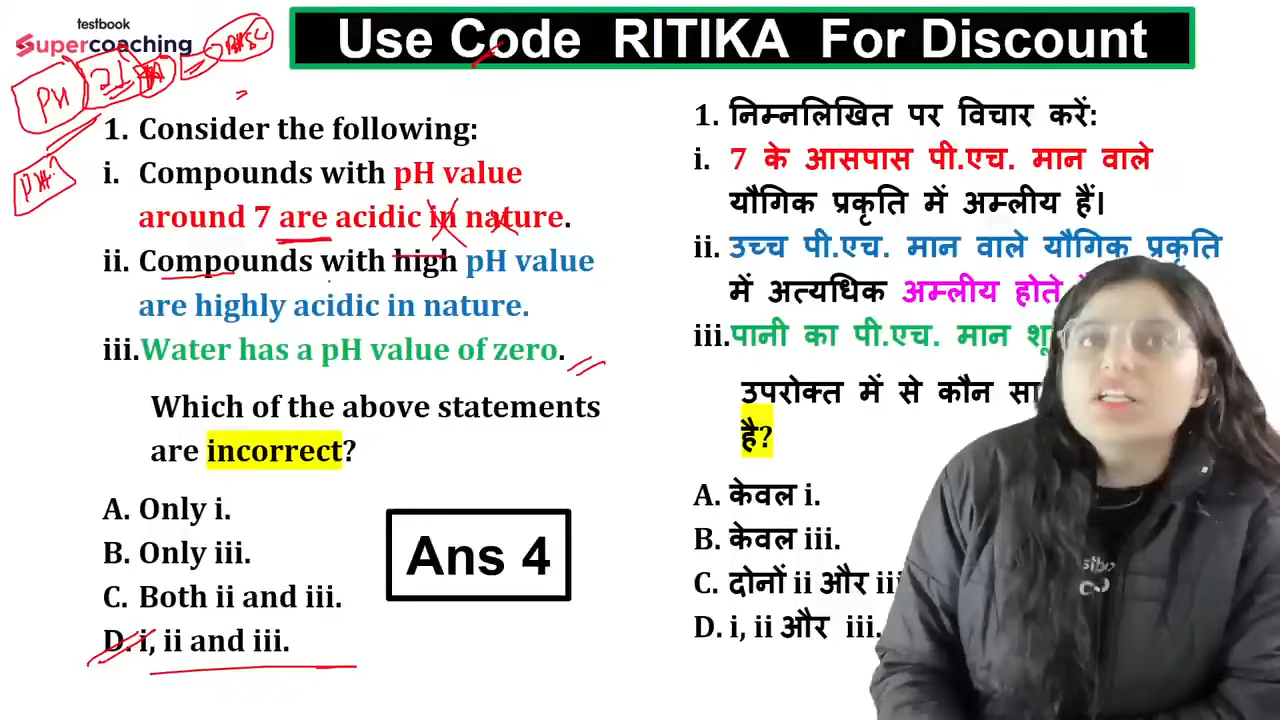 testbook
Supercoaching
Use Code RITIKA For Discount
PH
1. Consider the following:
i. Compounds with pH value
around 7 are acidic in nature.
ii. Compounds with high pH value
are highly acidic in nature.
iii. Water has a pH value of zero.
Which of the above statements
are incorrect?
A. Only i.
B. Only iii.
C. Both ii and iii.
D. i, ii and iii.
Ans 4
1. निम्नलिखित पर विचार करें:
i. 7 के आसपास पी.एच. मान वाले
यौगिक प्रकृति में अम्लीय हैं।
ii. उच्च पी.एच. मान वाले यौगिक प्रकृति
में अत्यधिक अम्लीय होते
iii. पानी का पी.एच. मान
उपरोक्त में से कौन सा
है?
A. केवल i.
B. केवल iii.
C. दोनों ii और iii
D. i, ii और iii.